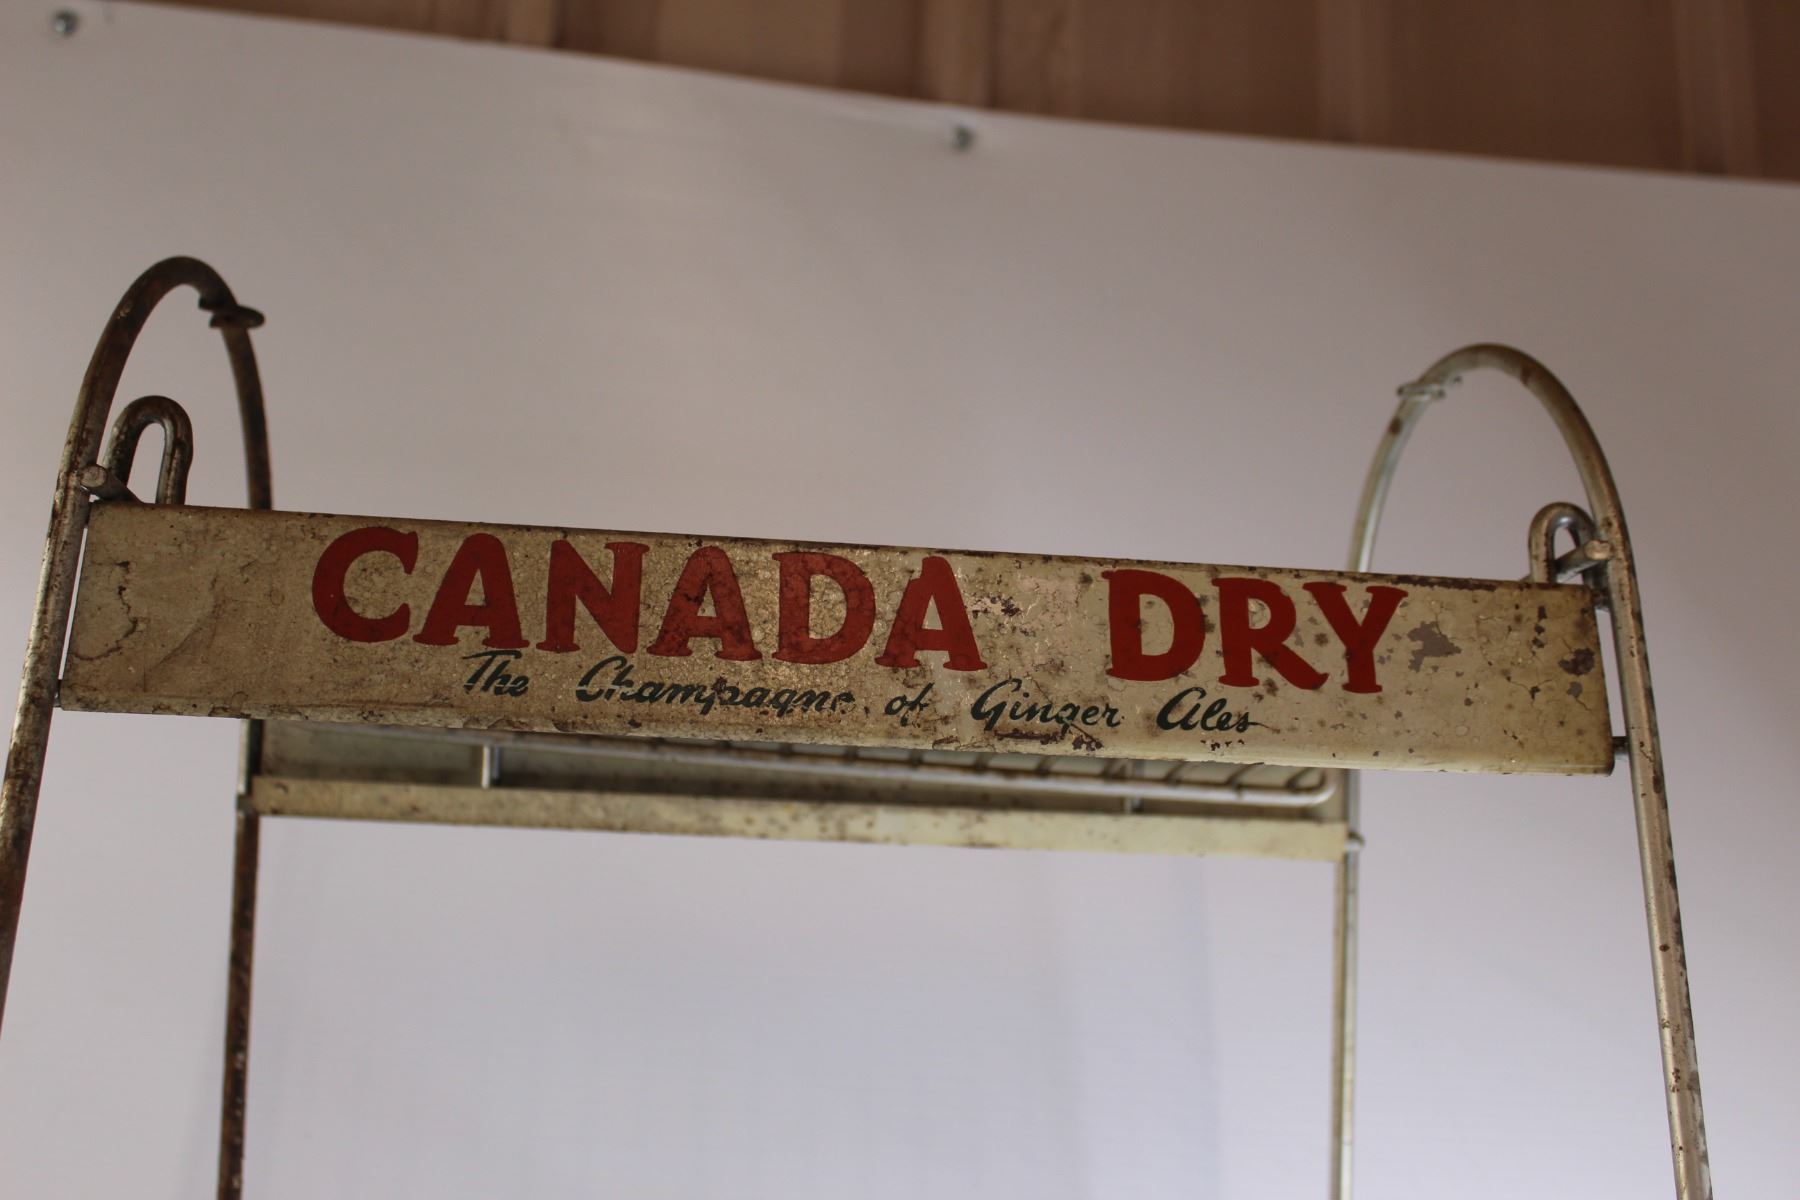 CANADA DRY
The Champagne of Ginger Ales